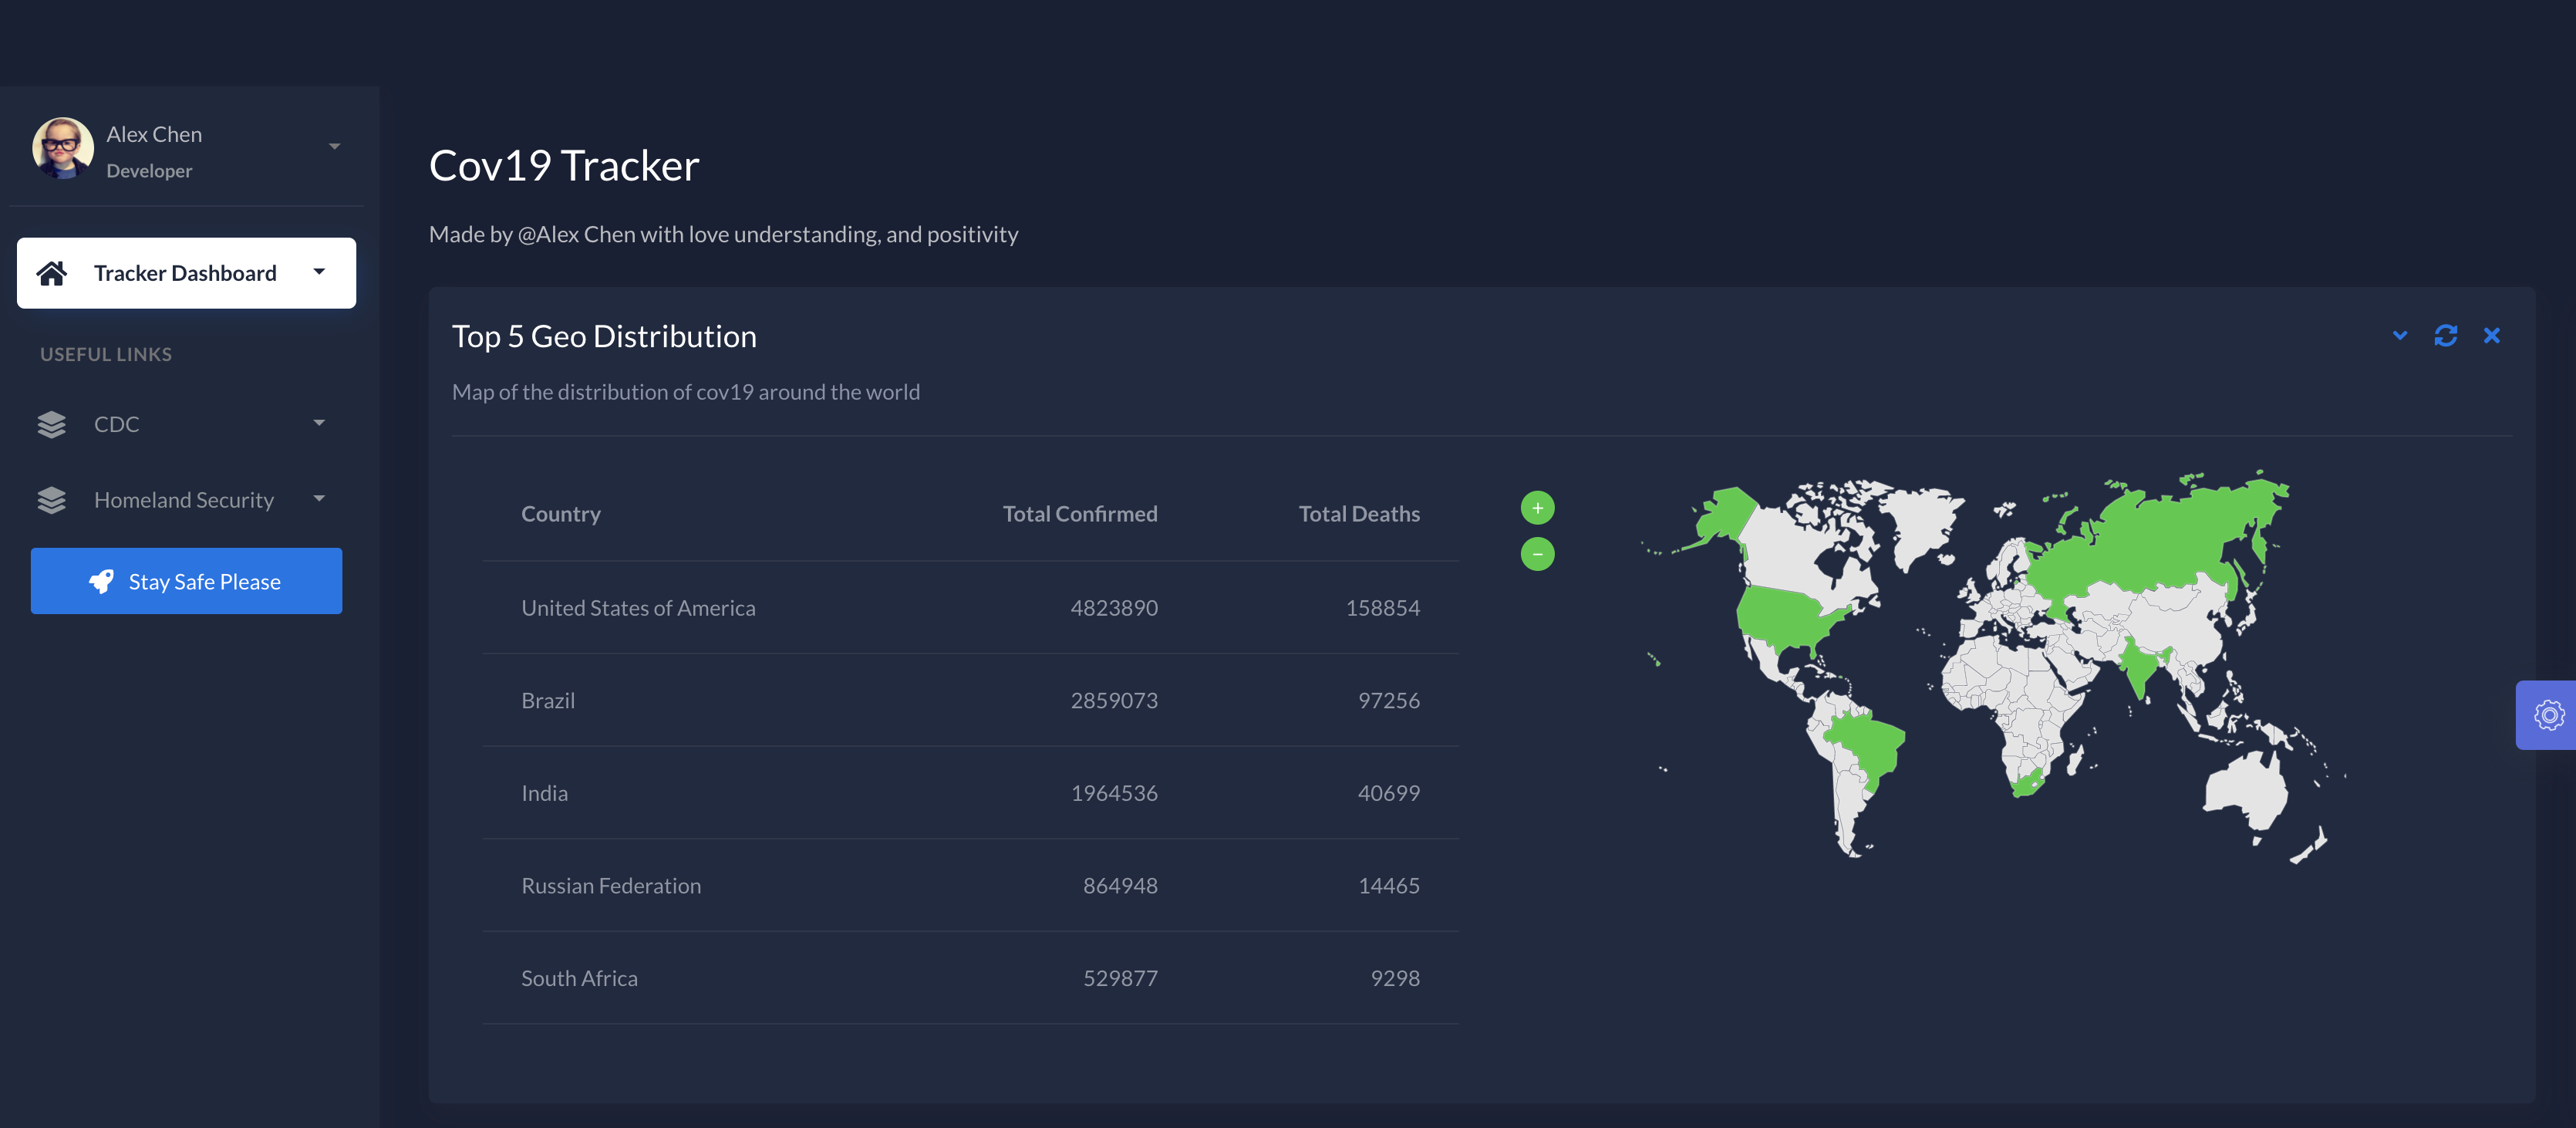 Alex Chen
Developer
Tracker Dashboard
USEFUL LINKS
CDC
Homeland Security
Stay Safe Please
Cov19 Tracker
Made by @Alex Chen with love understanding, and positivity
Top 5 Geo Distribution
Map of the distribution of cov19 around the world
Country Total Confirmed Total Deaths
United States of America 4823890 158854
Brazil 2859073 97256
India 1964536 40699
Russian Federation 864948 14465
South Africa 529877 9298
+
−